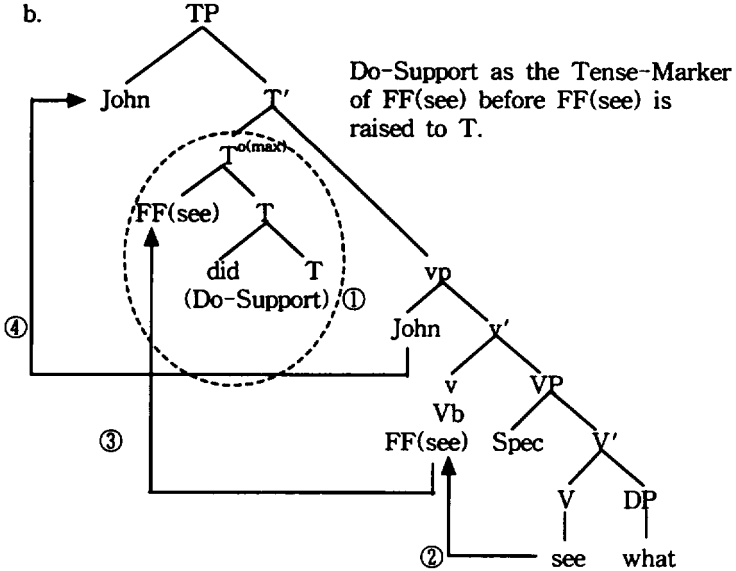 b.
TP
John T′
Do-Support as the Tense-Marker
of FF(see) before FF(see) is
raised to T.
T^o(max)
FF(see) T
did T
(Do-Support) ①
vp
④
John v′
v VP
Vb
③
FF(see) Spec V′
V DP
② see what